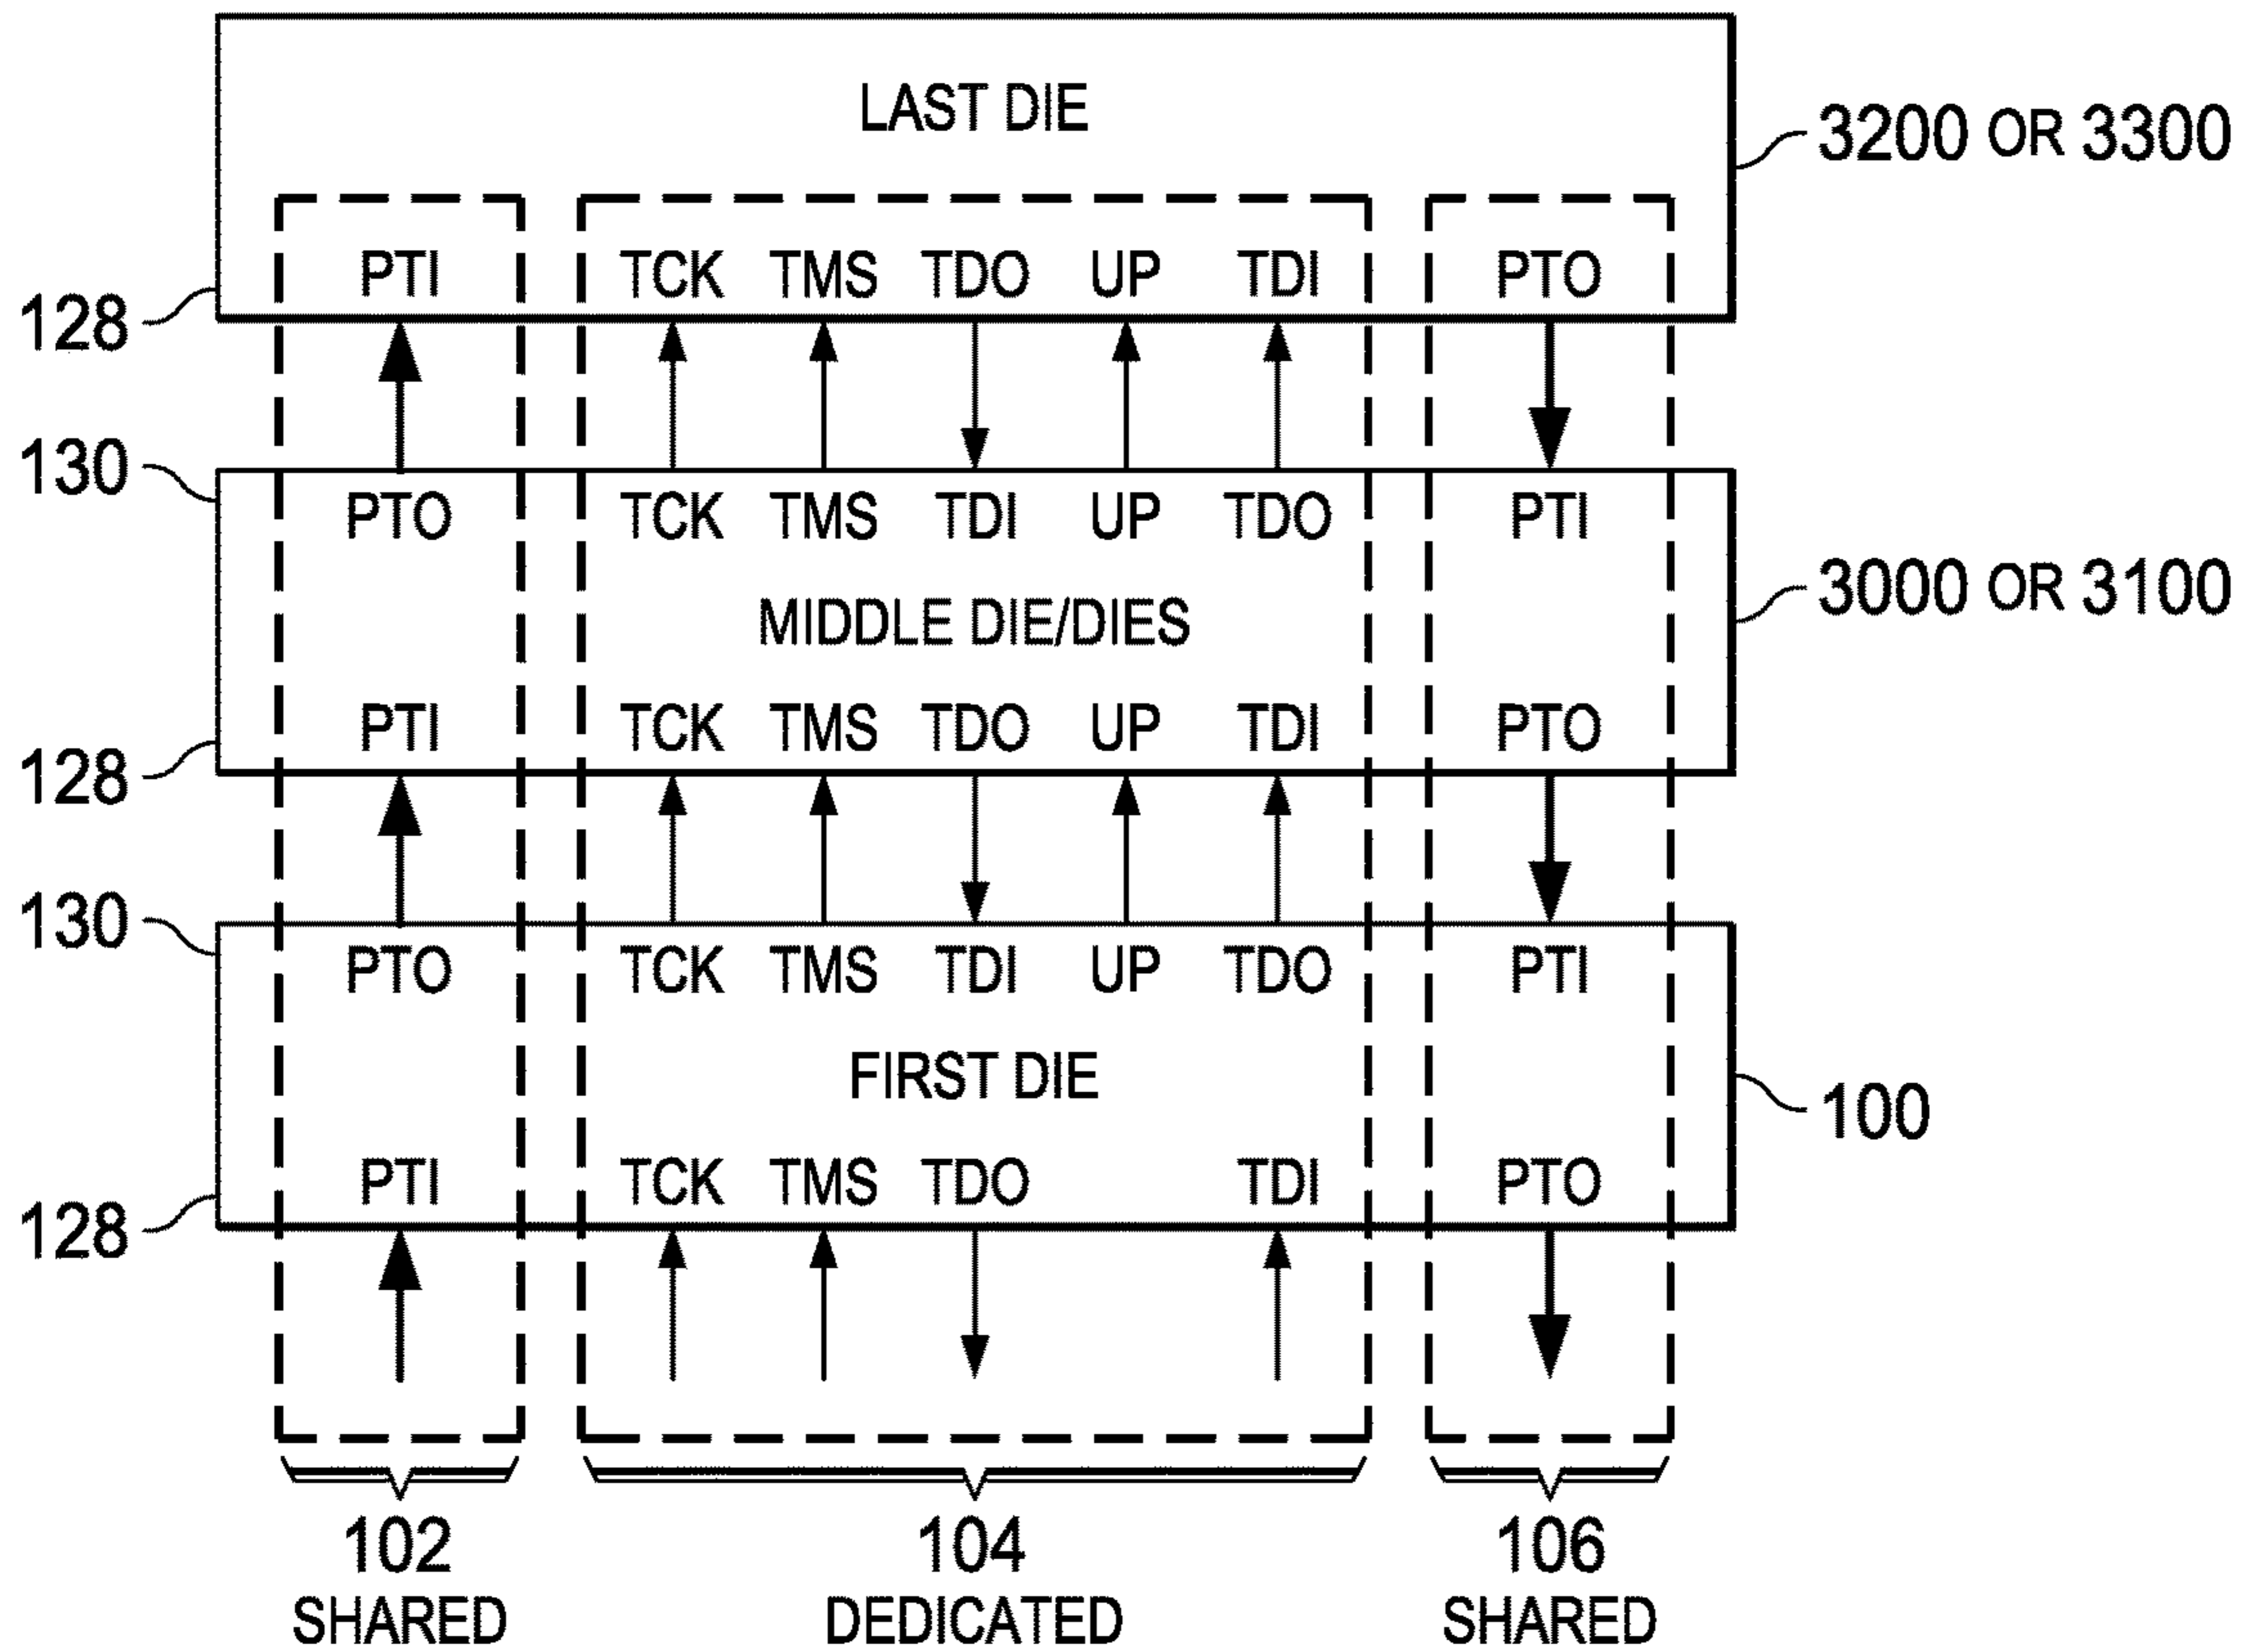 LAST DIE
3200 OR 3300
PTI TCK TMS TDO UP TDI PTO
128
130
PTO TCK TMS TDI UP TDO PTI
MIDDLE DIE/DIES
3000 OR 3100
PTI TCK TMS TDO UP TDI PTO
128
130
PTO TCK TMS TDI UP TDO PTI
FIRST DIE
100
PTI TCK TMS TDO TDI PTO
128
102 104 106
SHARED DEDICATED SHARED